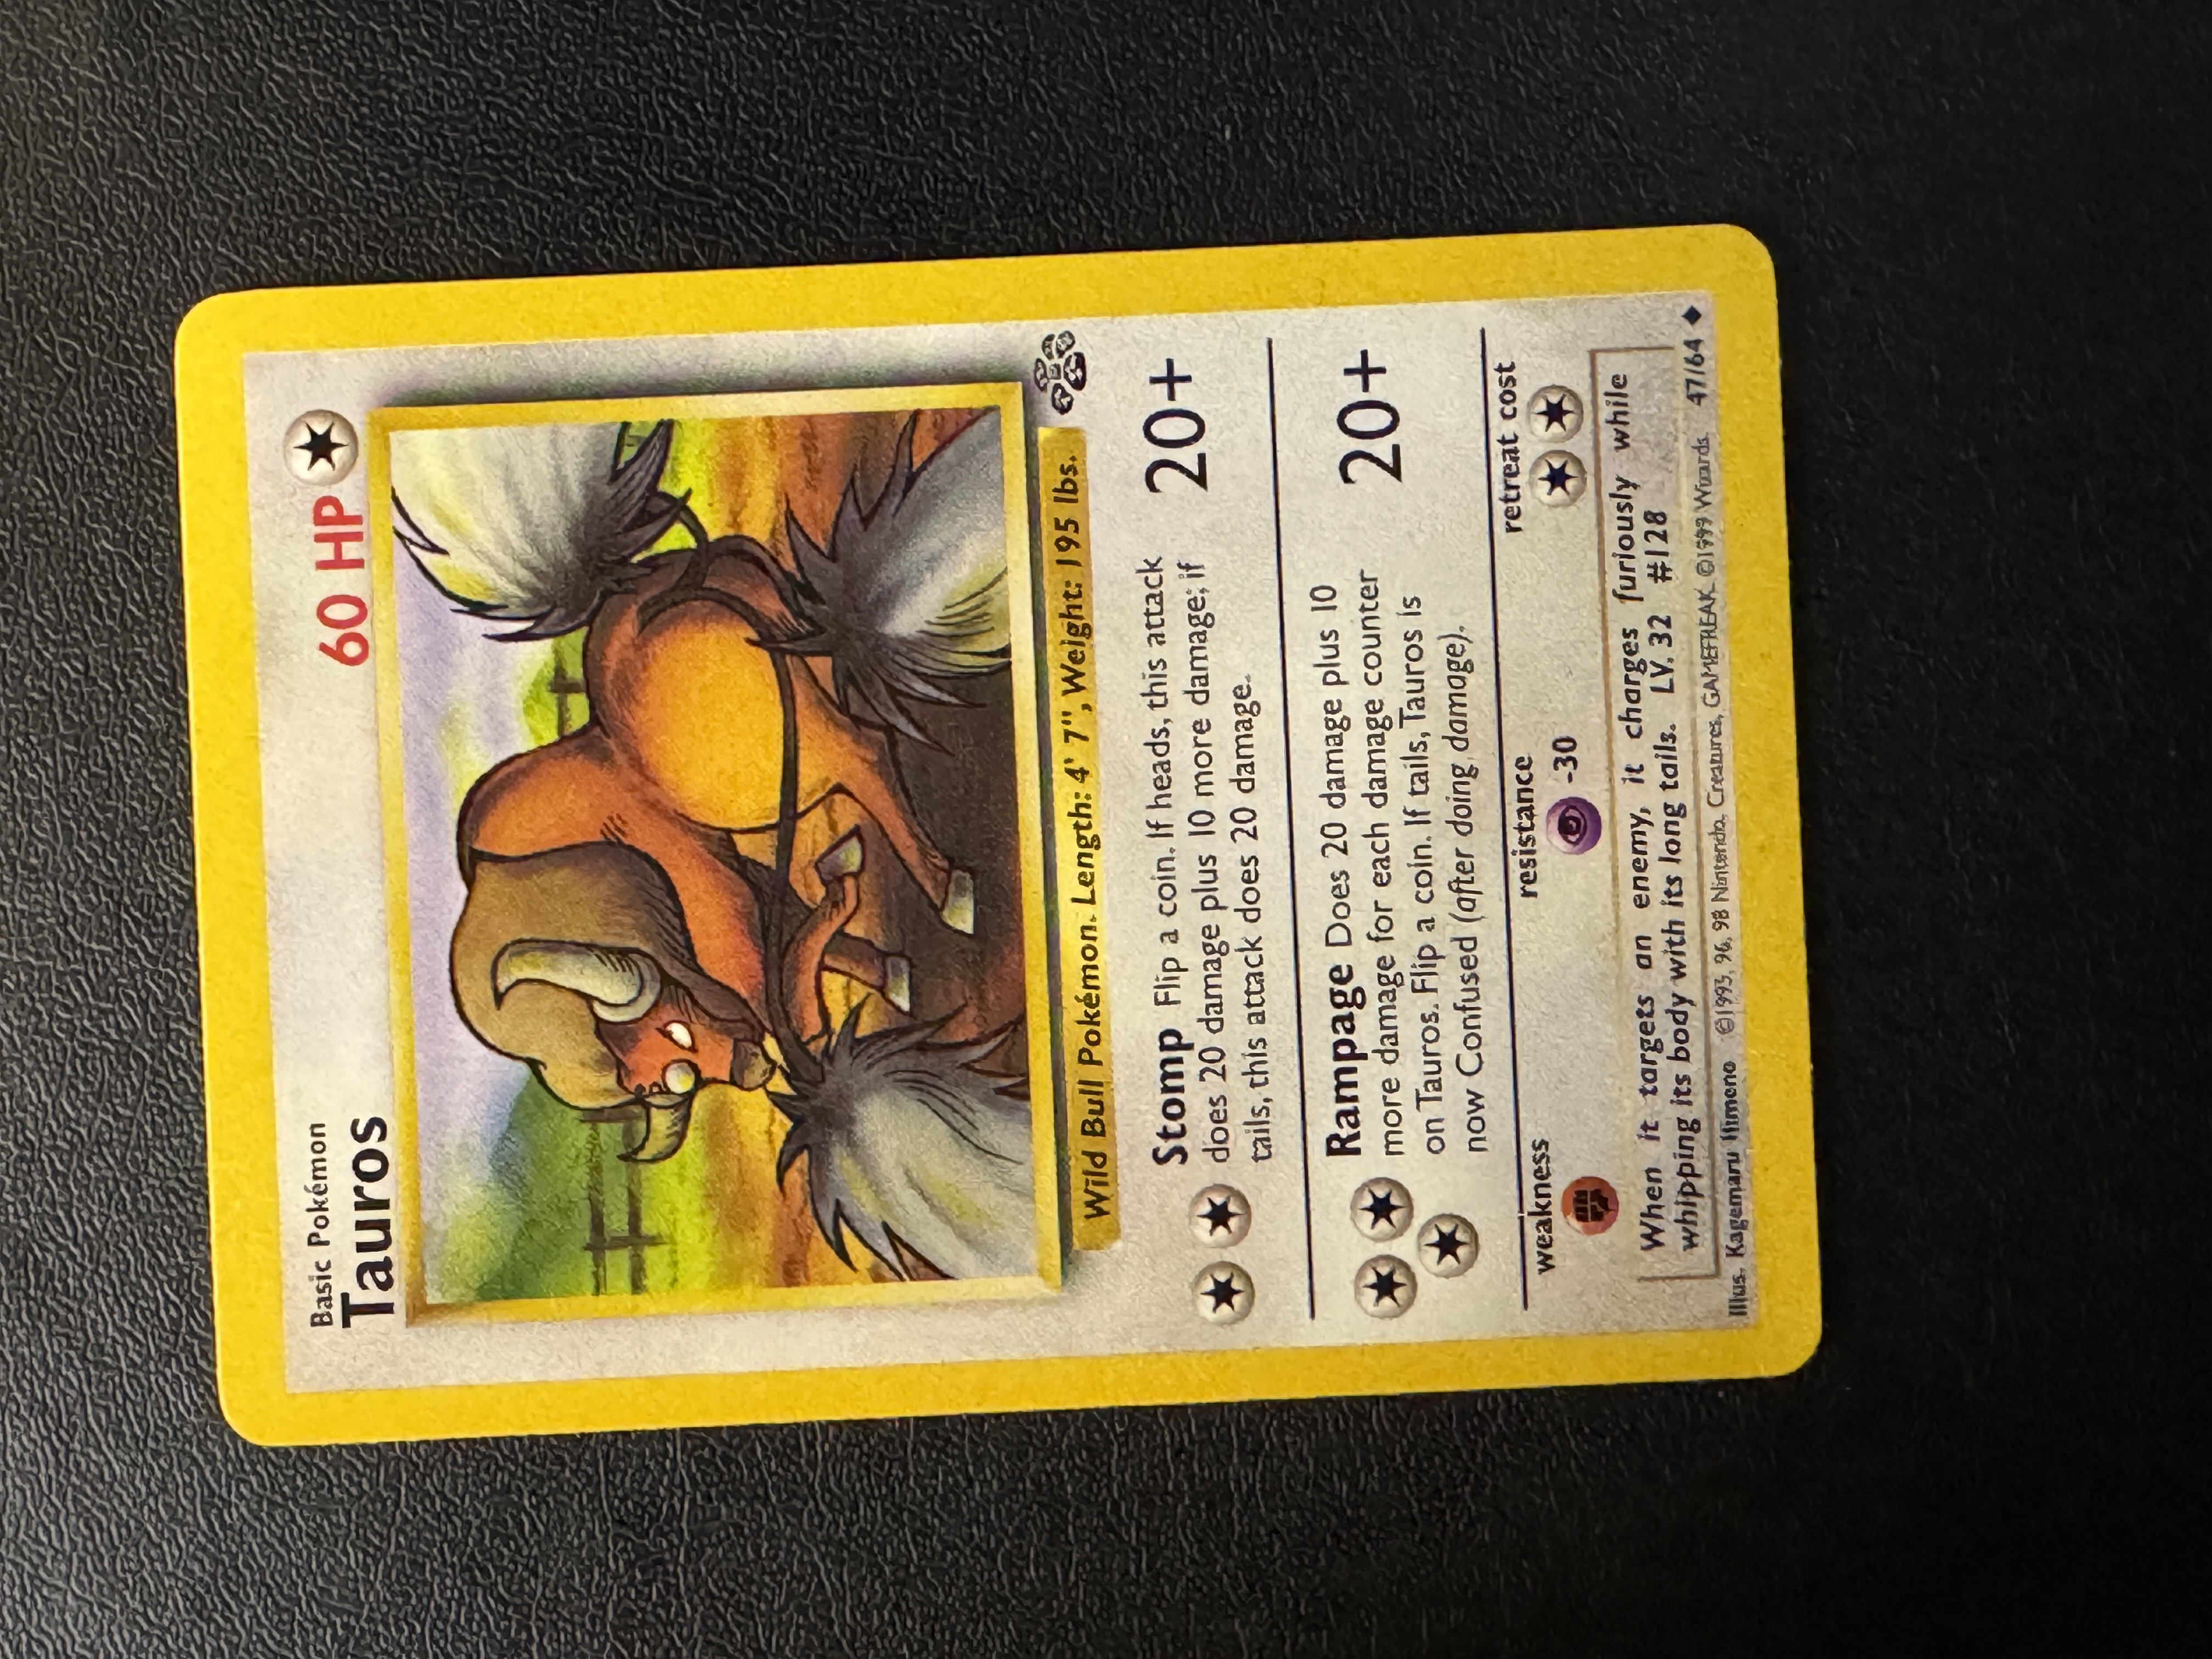 Basic Pokémon
Tauros
60 HP
Wild Bull Pokémon. Length: 4' 7", Weight: 195 lbs.
Stomp Flip a coin. If heads, this attack
does 20 damage plus 10 more damage; if
tails, this attack does 20 damage.
20+
Rampage Does 20 damage plus 10
more damage for each damage counter
on Tauros. Flip a coin. If tails, Tauros is
now Confused (after doing damage).
20+
weakness
resistance
-30
retreat cost
When it targets an enemy, it charges furiously while
whipping its body with its long tails. LV. 32 #128
Illus. Kagemaru Himeno ©1995, 96, 98 Nintendo, Creatures, GAMEFREAK. ©1999 Wizards. 47/64